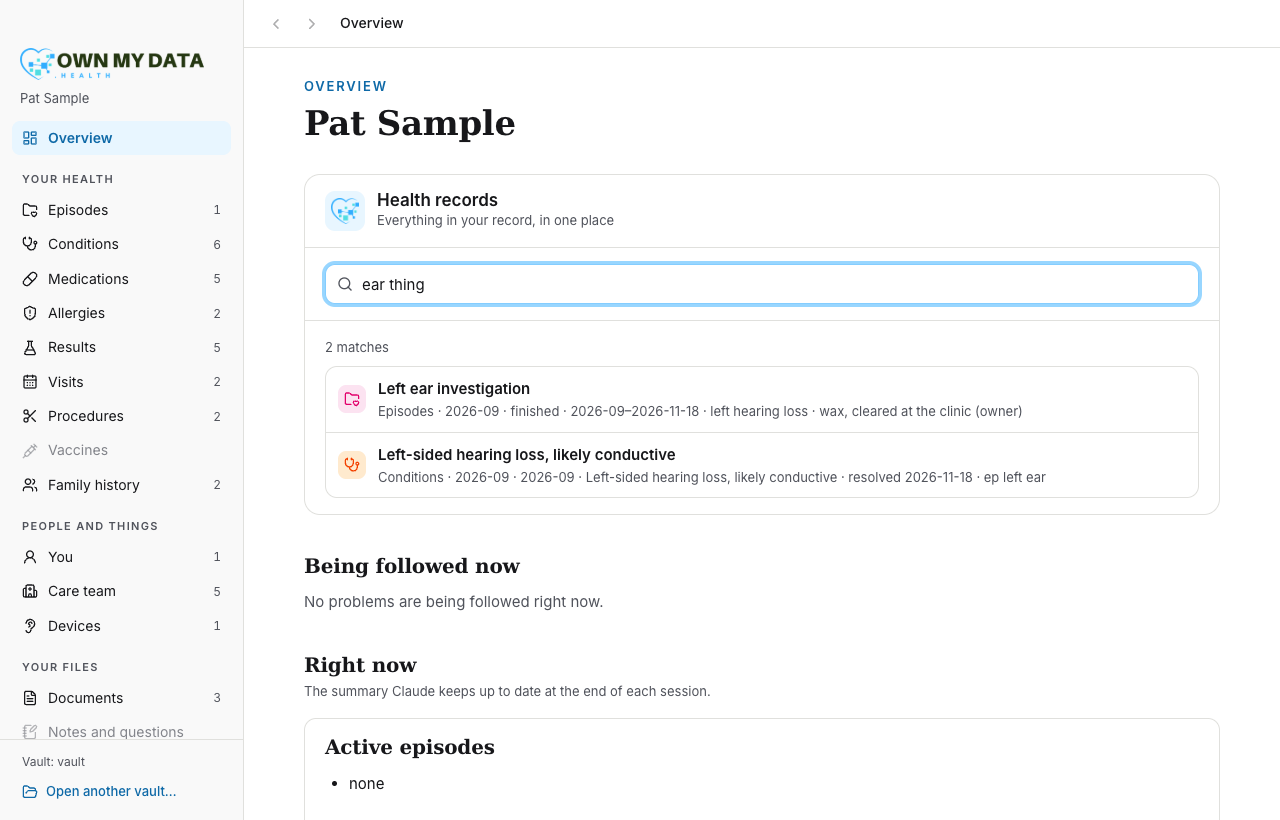 OWN MY DATA
.HEALTH
Pat Sample
Overview
YOUR HEALTH
Episodes 1
Conditions 6
Medications 5
Allergies 2
Results 5
Visits 2
Procedures 2
Vaccines
Family history 2
PEOPLE AND THINGS
You 1
Care team 5
Devices 1
YOUR FILES
Documents 3
Notes and questions
Vault: vault
Open another vault...
Overview
OVERVIEW
Pat Sample
Health records
Everything in your record, in one place
ear thing
2 matches
Left ear investigation
Episodes · 2026-09 · finished · 2026-09–2026-11-18 · left hearing loss · wax, cleared at the clinic (owner)
Left-sided hearing loss, likely conductive
Conditions · 2026-09 · 2026-09 · Left-sided hearing loss, likely conductive · resolved 2026-11-18 · ep left ear
Being followed now
No problems are being followed right now.
Right now
The summary Claude keeps up to date at the end of each session.
Active episodes
• none